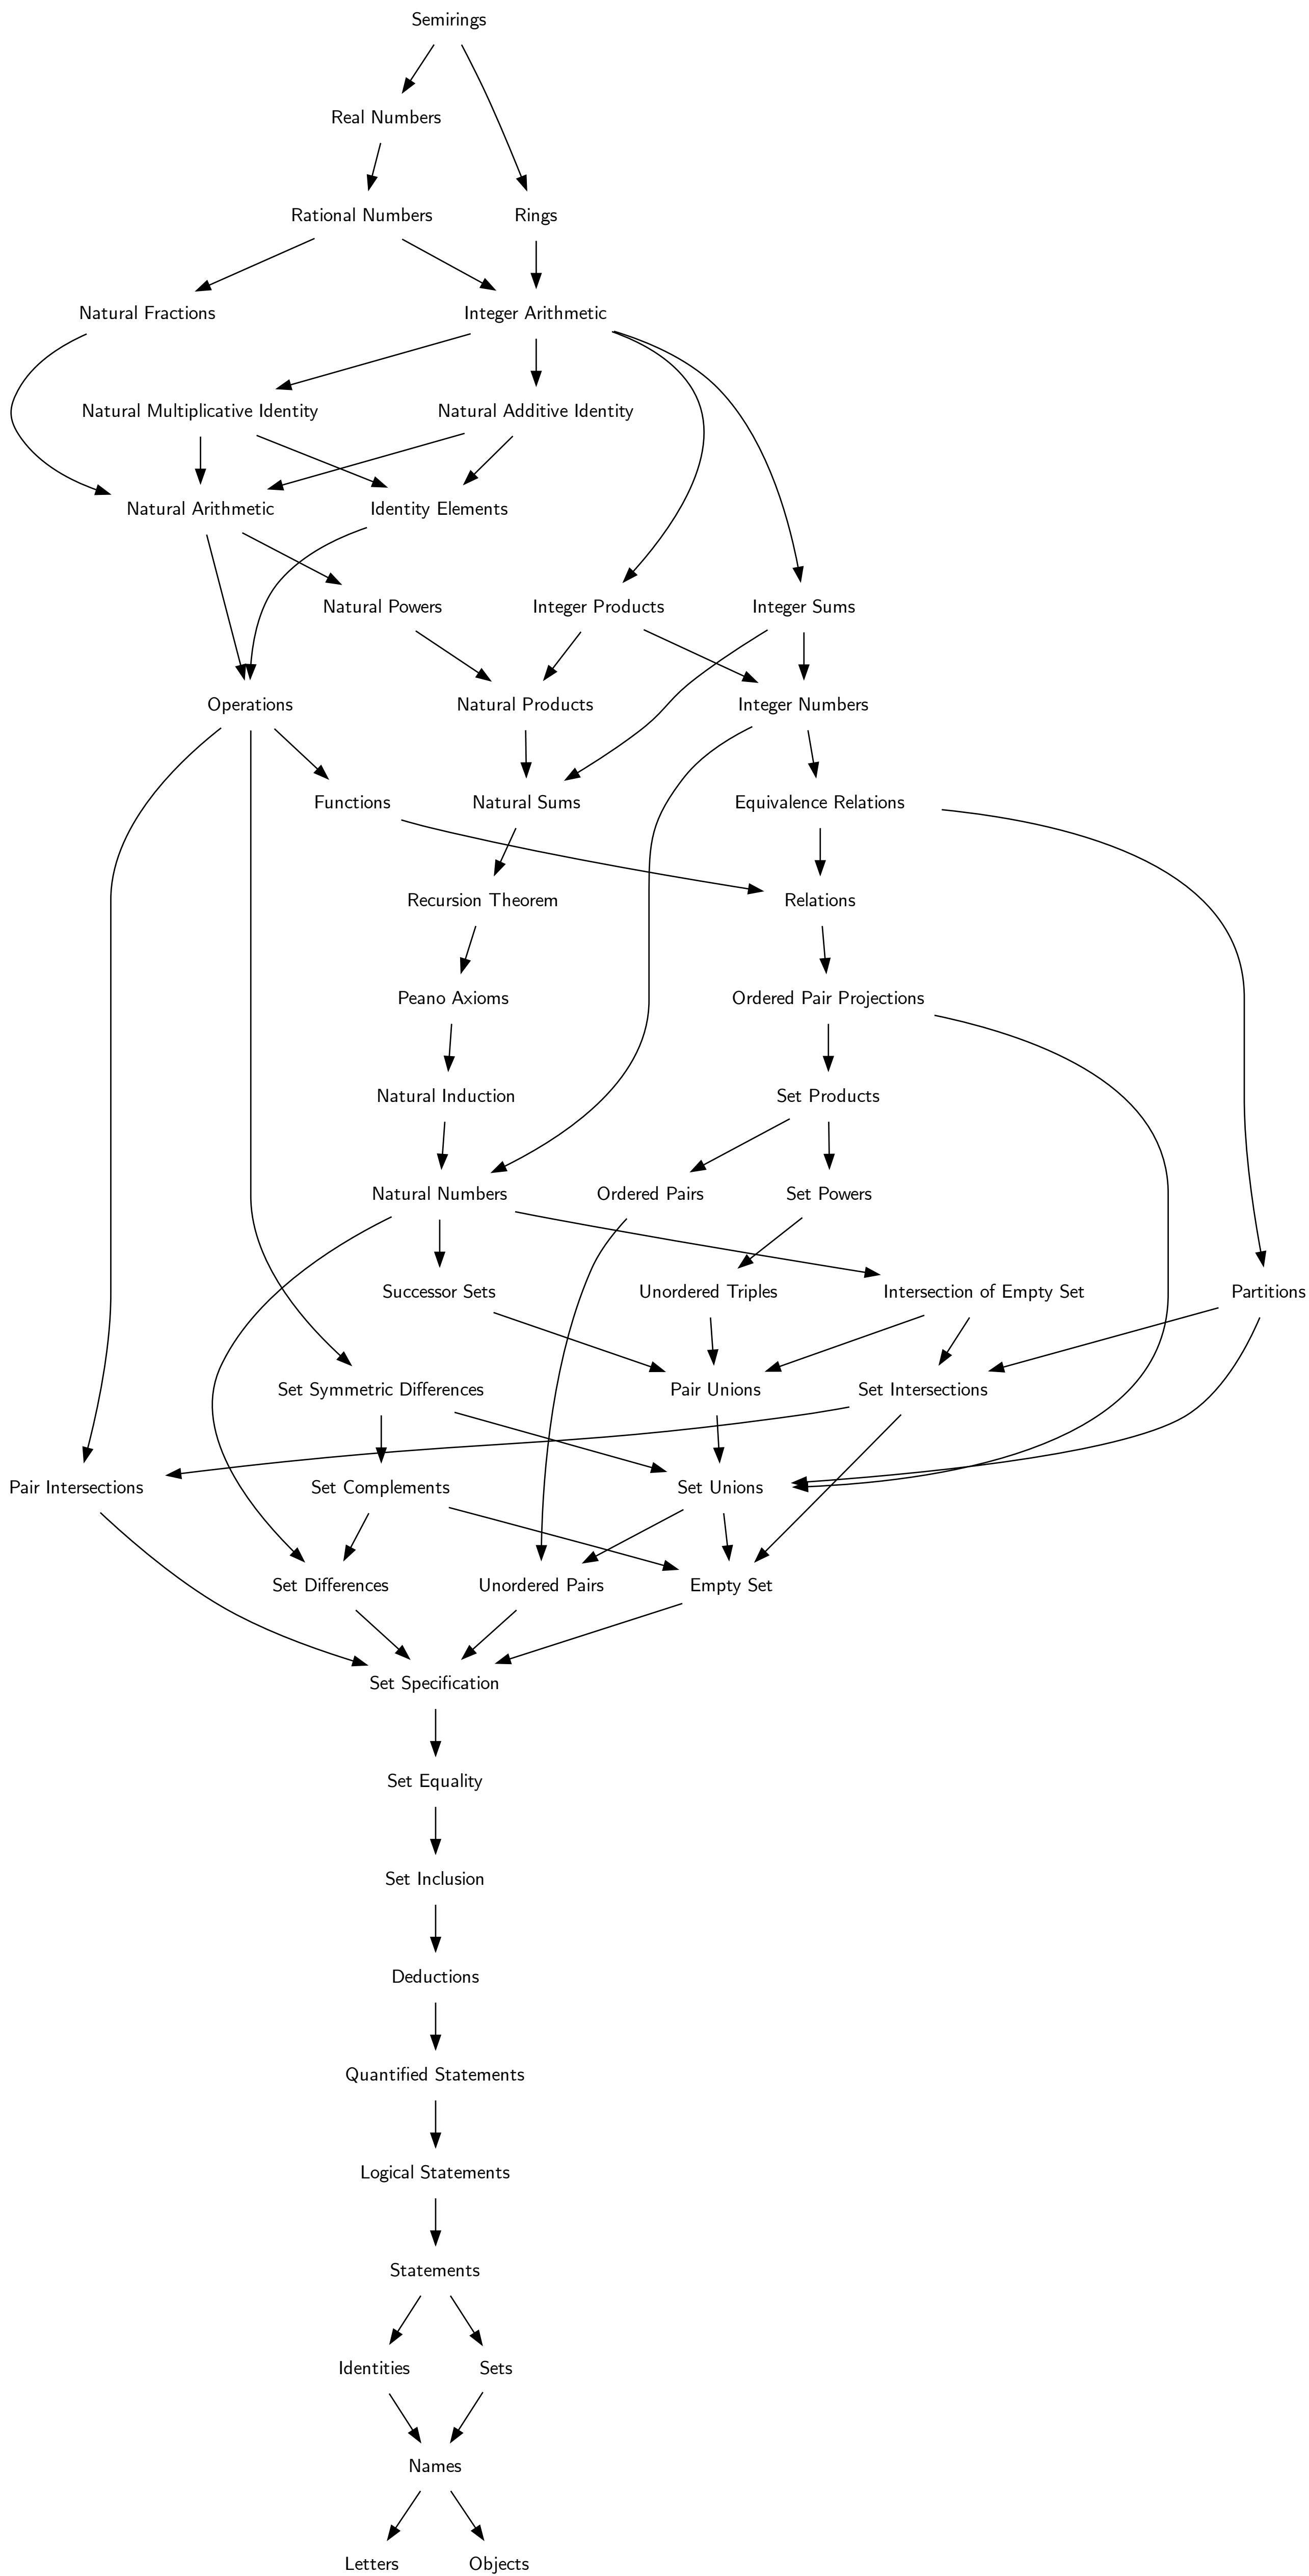 Semirings
Real Numbers
Rational Numbers
Rings
Natural Fractions
Integer Arithmetic
Natural Multiplicative Identity
Natural Additive Identity
Natural Arithmetic
Identity Elements
Natural Powers
Integer Products
Integer Sums
Operations
Natural Products
Integer Numbers
Functions
Natural Sums
Equivalence Relations
Recursion Theorem
Relations
Peano Axioms
Ordered Pair Projections
Natural Induction
Set Products
Natural Numbers
Ordered Pairs
Set Powers
Successor Sets
Unordered Triples
Intersection of Empty Set
Partitions
Set Symmetric Differences
Pair Unions
Set Intersections
Pair Intersections
Set Complements
Set Unions
Set Differences
Unordered Pairs
Empty Set
Set Specification
Set Equality
Set Inclusion
Deductions
Quantified Statements
Logical Statements
Statements
Identities
Sets
Names
Letters
Objects